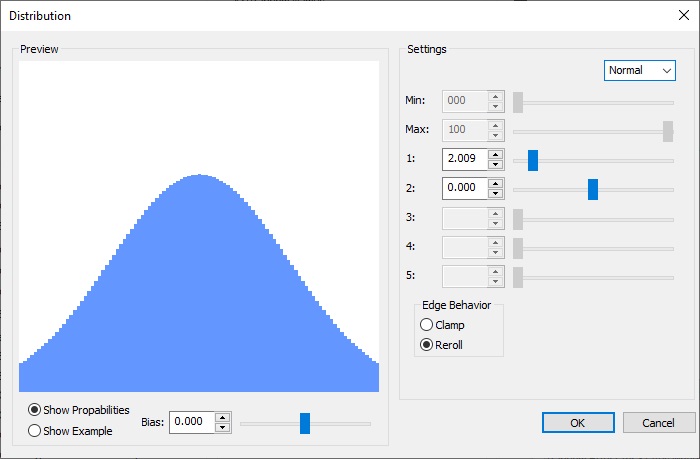 Distribution
Preview
Settings
Normal
Min: 000
Max: 100
1: 2.009
2: 0.000
3:
4:
5:
Edge Behavior
Clamp
Reroll
Show Propabilities
Show Example
Bias: 0.000
OK
Cancel